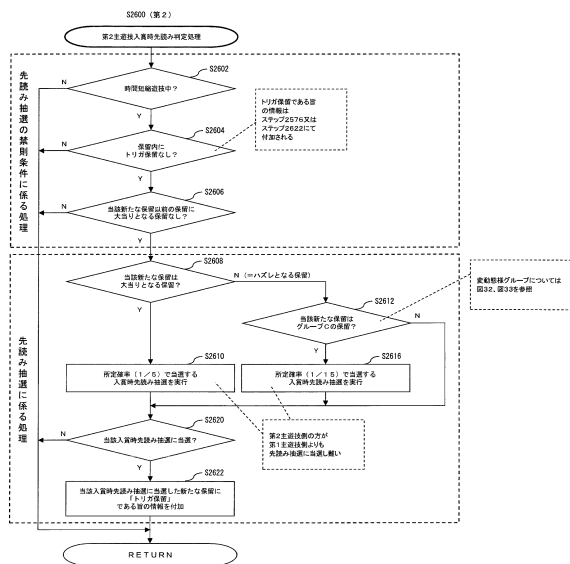 S2600（第2）
第2主遊技入賞時先読み判定処理
先読み抽選の禁則条件に係る処理
S2602
時間短縮遊技中？
N
Y
S2604
保留内に
トリガ保留なし？
N
Y
トリガ保留である旨
の情報は
ステップ2576又は
ステップ2622にて
付加される
S2606
当該新たな保留以前の保留に
大当りとなる保留なし？
N
Y
先読み抽選に係る処理
S2608
当該新たな保留は
大当りとなる保留？
N（＝ハズレとなる保留）
Y
変動態様グループについては
図32、図33を参照
S2612
当該新たな保留は
グループCの保留？
N
Y
S2610
所定確率（1／5）で当選する
入賞時先読み抽選を実行
S2616
所定確率（1／15）で当選する
入賞時先読み抽選を実行
S2620
当該入賞時先読み抽選に当選？
N
Y
第2主遊技側の方が
第1主遊技側よりも
先読み抽選に当選し難い
S2622
当該入賞時先読み抽選に当選した新たな保留に
「トリガ保留」
である旨の情報を付加
RETURN